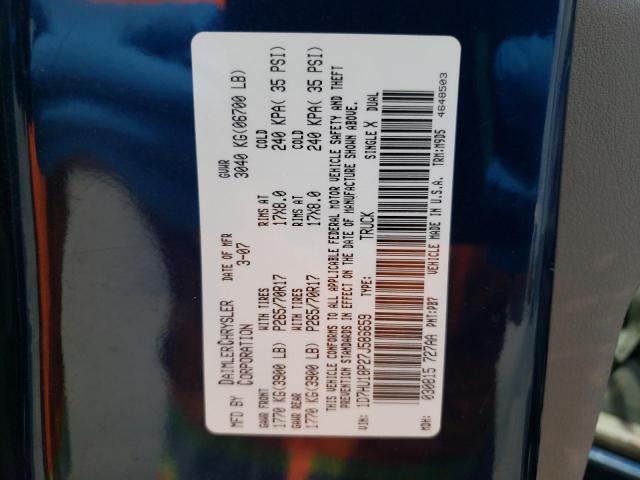 MFD BY DAIMLERCHRYSLER CORPORATION DATE OF MFR 3-07 GVWR 3040 KG(06700 LB)
GAWR FRONT WITH TIRES RIMS AT COLD
1770 KG(3900 LB) P265/70R17 17X8.0 240 KPA( 35 PSI)
GAWR REAR WITH TIRES RIMS AT COLD
1770 KG(3900 LB) P265/70R17 17X8.0 240 KPA( 35 PSI)
THIS VEHICLE CONFORMS TO ALL APPLICABLE FEDERAL MOTOR VEHICLE SAFETY AND THEFT
PREVENTION STANDARDS IN EFFECT ON THE DATE OF MANUFACTURE SHOWN ABOVE.
VIN: 1D7HU18P27J586659 TYPE: TRUCK SINGLE X DUAL
MDH: 030815 727AA PNT:PB7 VEHICLE MADE IN U.S.A. TRM:M9D5 4648503